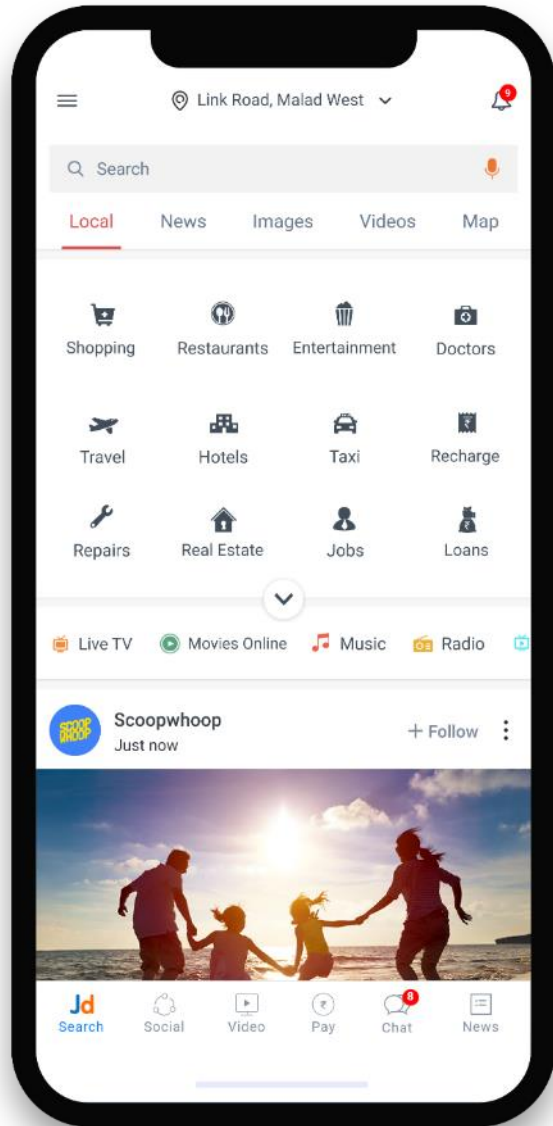 Link Road, Malad West
9
Search
Local News Images Videos Map
Shopping Restaurants Entertainment Doctors
Travel Hotels Taxi Recharge
Repairs Real Estate Jobs Loans
Live TV Movies Online Music Radio
SCOOP
WHOOP
Scoopwhoop
Just now
+ Follow
Jd
8
Search Social Video Pay Chat News